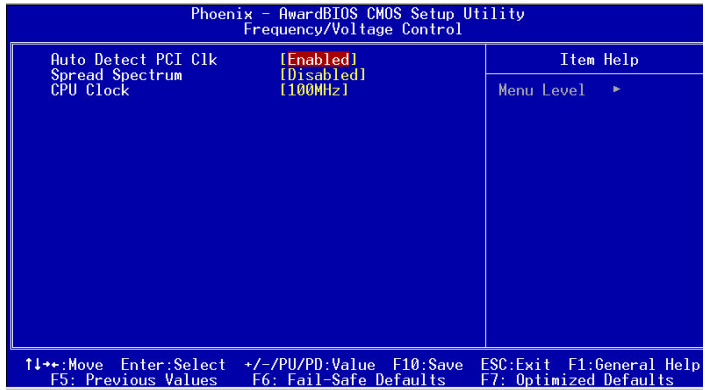 Phoenix - AwardBIOS CMOS Setup Utility
Frequency/Voltage Control
Auto Detect PCI Clk [Enabled]
Spread Spectrum [Disabled]
CPU Clock [100MHz]
Item Help
Menu Level ►
↑↓→←:Move Enter:Select +/-/PU/PD:Value F10:Save ESC:Exit F1:General Help
F5: Previous Values F6: Fail-Safe Defaults F7: Optimized Defaults